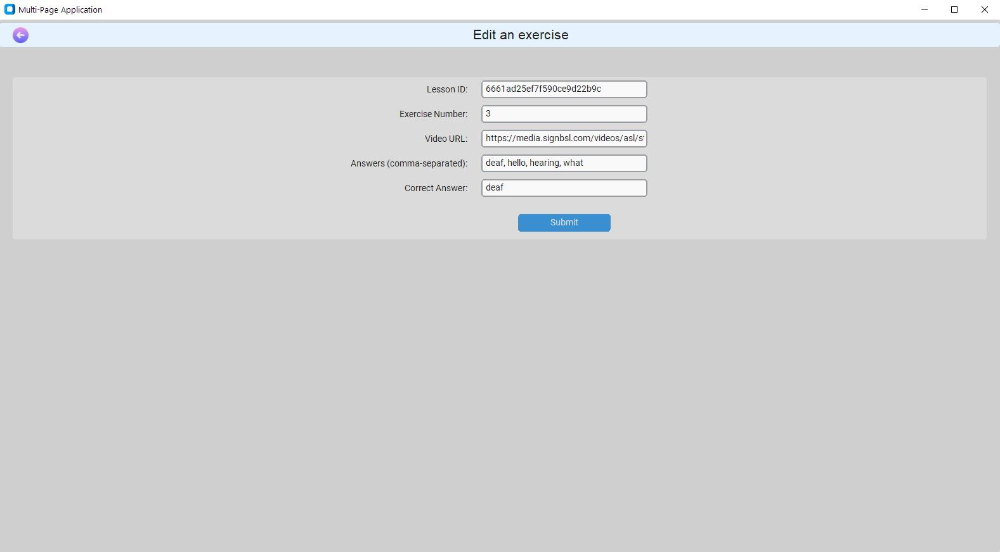 Multi-Page Application
Edit an exercise
Lesson ID: 6661ad25ef7f590ce9d22b9c
Exercise Number: 3
Video URL: https://media.signbsl.com/videos/asl/st
Answers (comma-separated): deaf, hello, hearing, what
Correct Answer: deaf
Submit